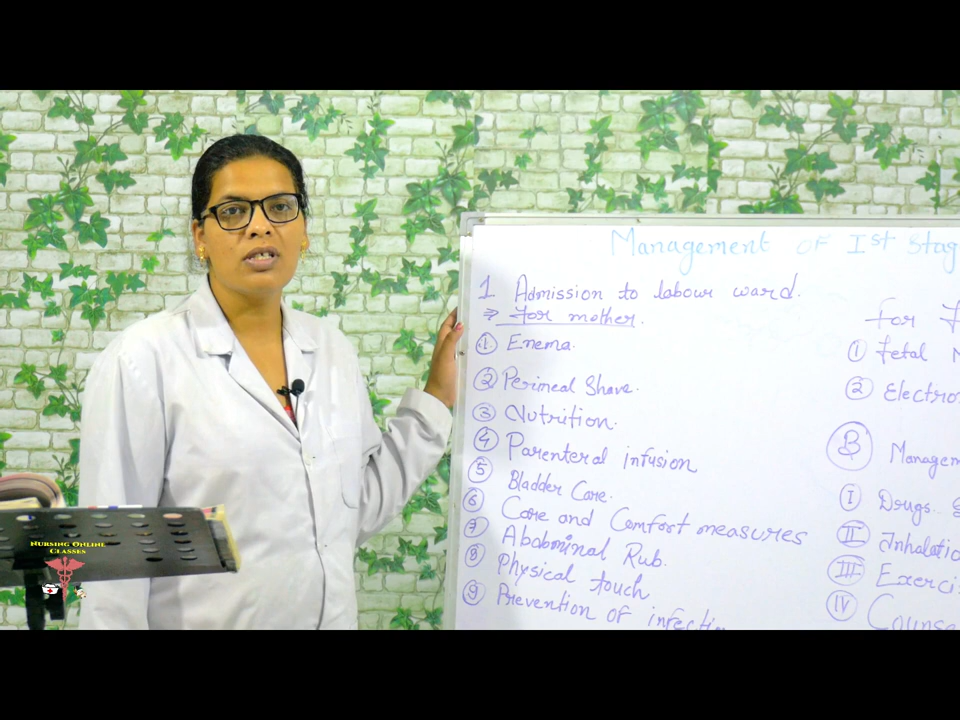 Management OF Ist Stag
1. Admission to labour ward.
⇒ For mother.
① Enema.
② Perineal Shave.
③ Nutrition.
④ Parenteral infusion
⑤ Bladder Care.
⑥ Care and Comfort measures
⑦ Abdominal Rub.
⑧ Physical touch
⑨ Prevention of infectio
For F
① Fetal M
② Electro
Ⓑ Managem
Ⅰ Drugs.
Ⅱ Inhalatio
Ⅲ Exerci
Ⅳ Counse
NURSING ONLINE
CLASSES